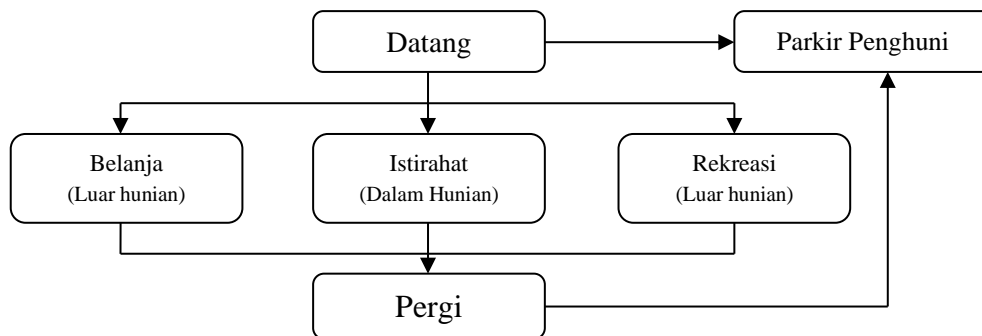 Datang
Parkir Penghuni
Belanja
(Luar hunian)
Istirahat
(Dalam Hunian)
Rekreasi
(Luar hunian)
Pergi